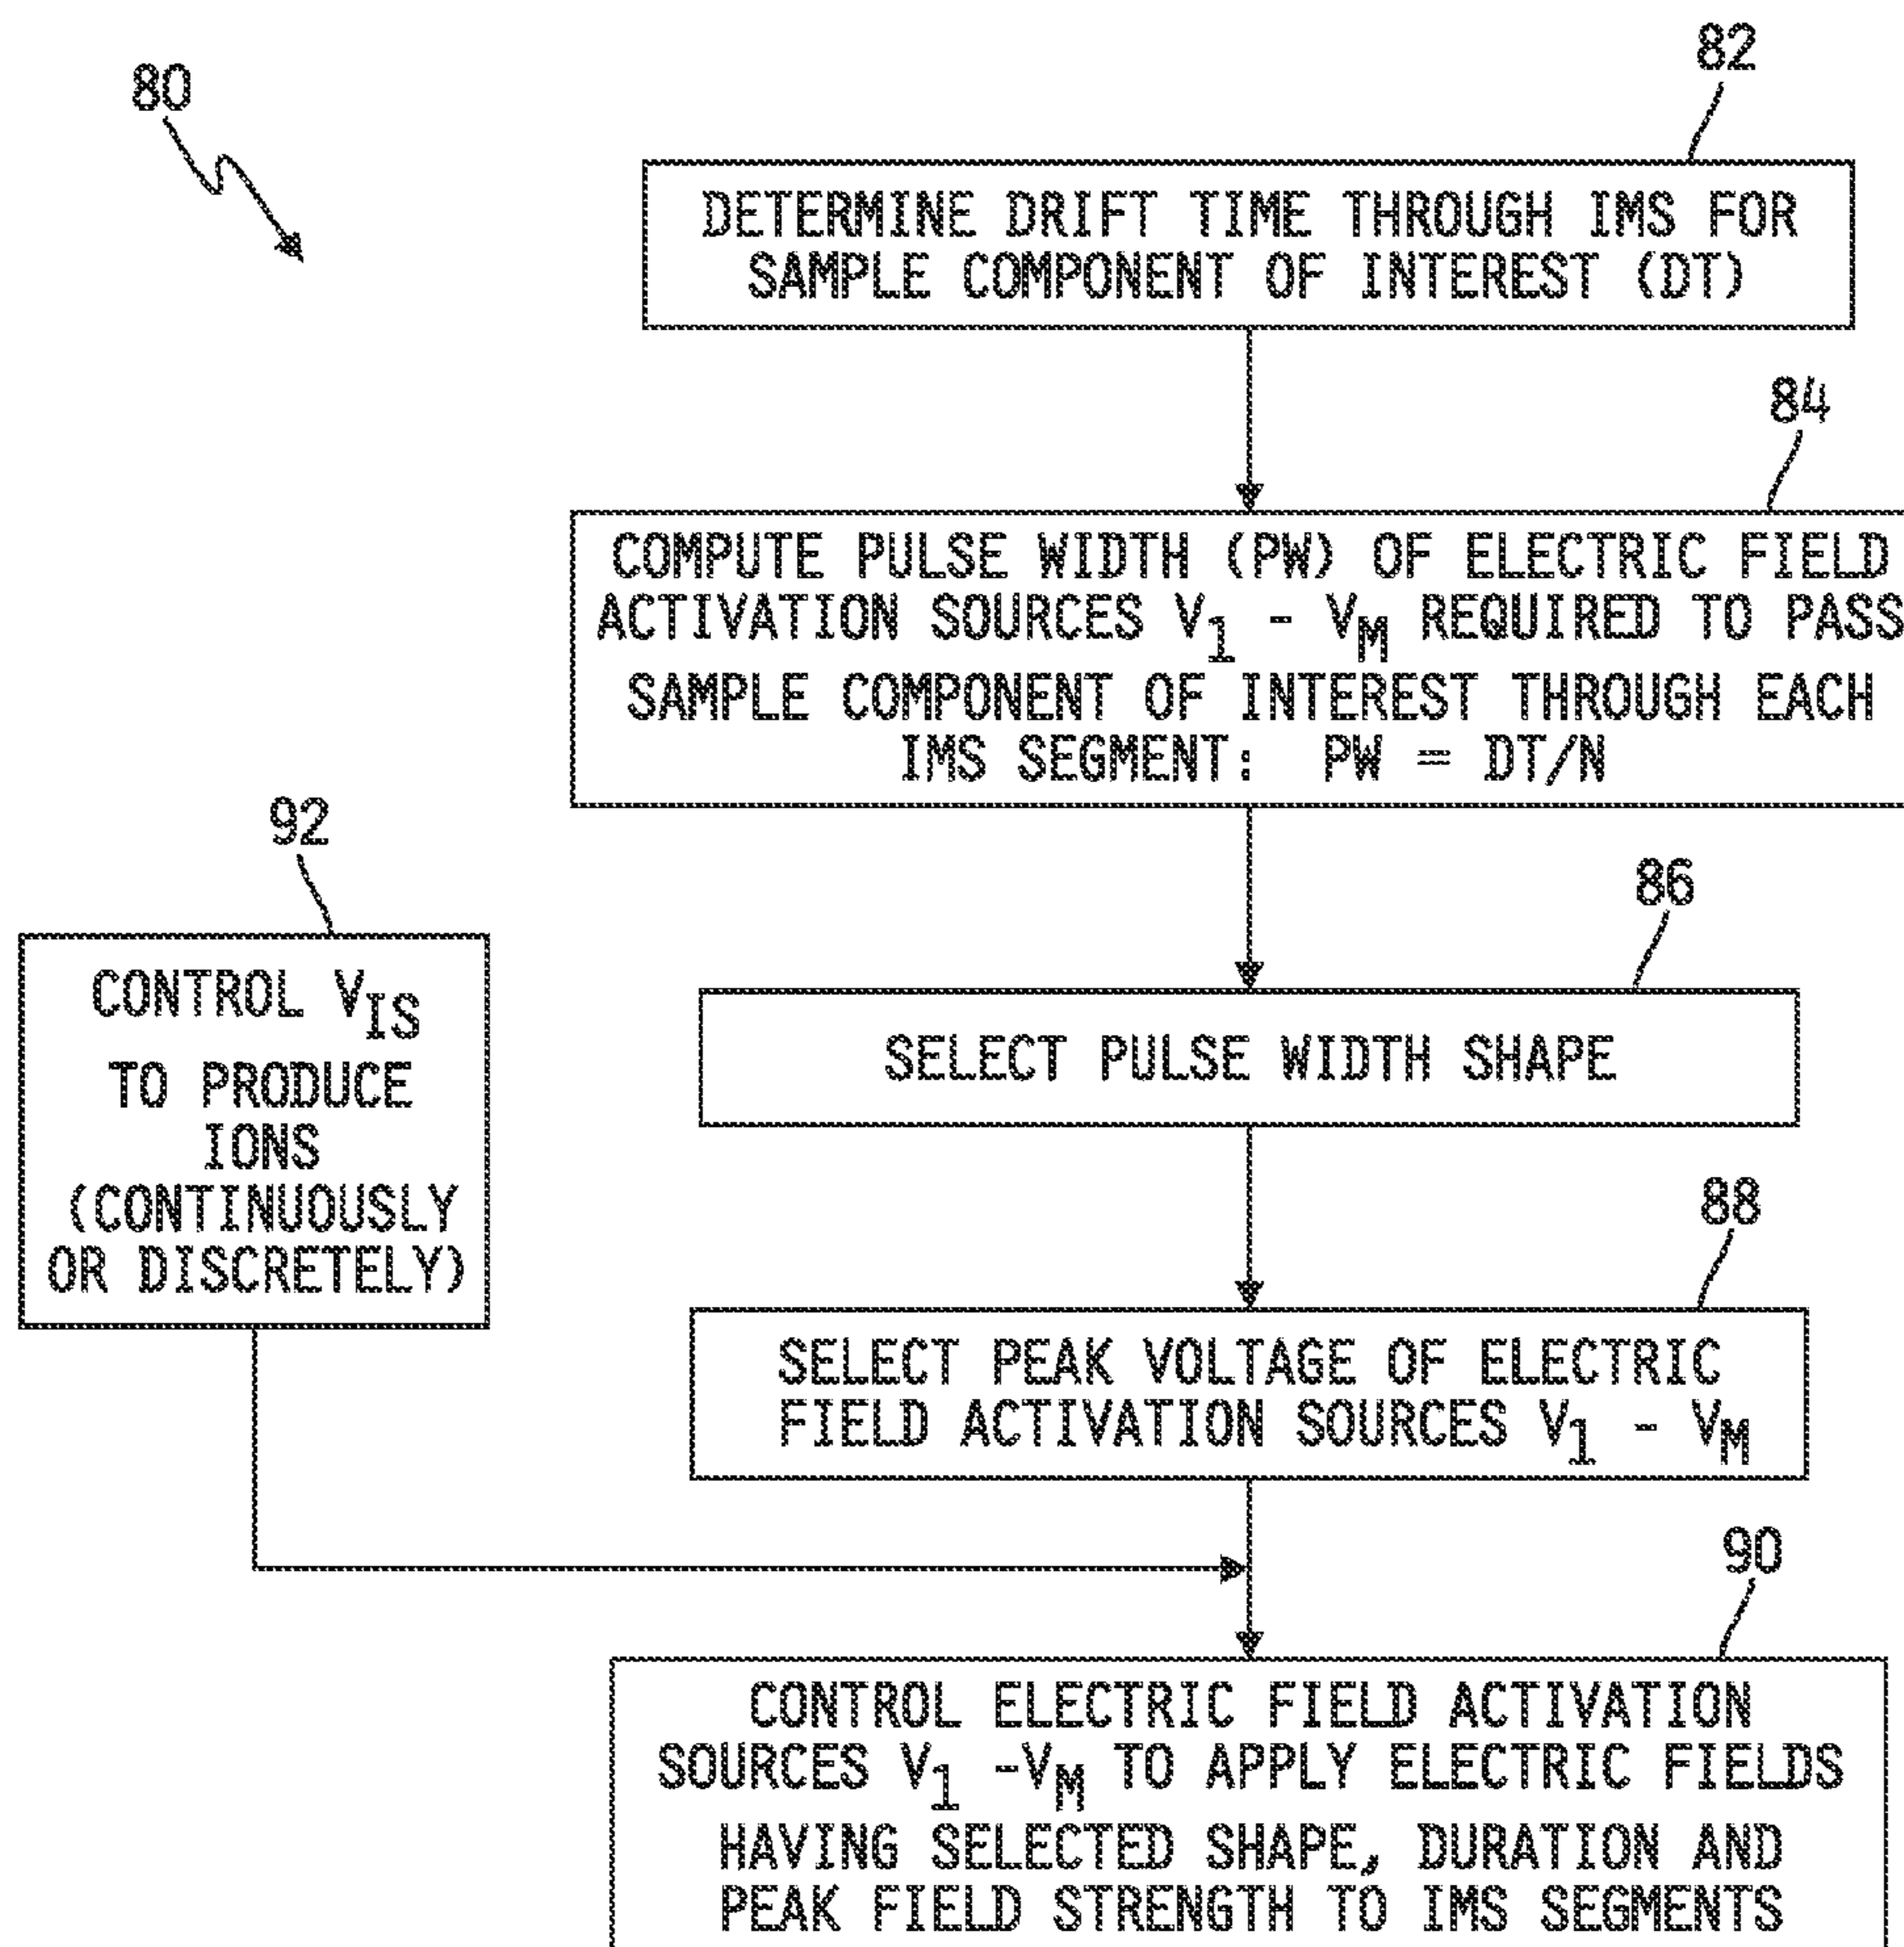 80
82
DETERMINE DRIFT TIME THROUGH IMS FOR
SAMPLE COMPONENT OF INTEREST (DT)
84
COMPUTE PULSE WIDTH (PW) OF ELECTRIC FIELD
ACTIVATION SOURCES V1 - VM REQUIRED TO PASS
SAMPLE COMPONENT OF INTEREST THROUGH EACH
IMS SEGMENT: PW = DT/N
92
CONTROL VIS
TO PRODUCE
IONS
(CONTINUOUSLY
OR DISCRETELY)
86
SELECT PULSE WIDTH SHAPE
88
SELECT PEAK VOLTAGE OF ELECTRIC
FIELD ACTIVATION SOURCES V1 - VM
90
CONTROL ELECTRIC FIELD ACTIVATION
SOURCES V1 -VM TO APPLY ELECTRIC FIELDS
HAVING SELECTED SHAPE, DURATION AND
PEAK FIELD STRENGTH TO IMS SEGMENTS